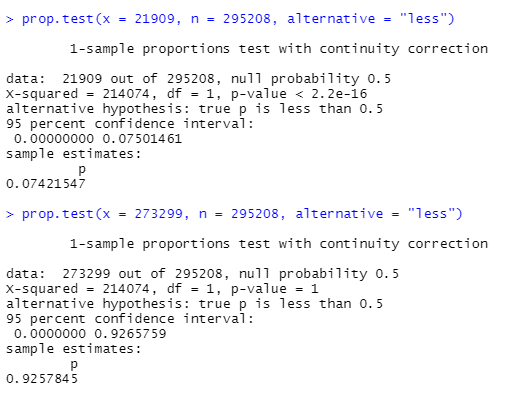 > prop.test(x = 21909, n = 295208, alternative = "less")
1-sample proportions test with continuity correction
data:  21909 out of 295208, null probability 0.5
X-squared = 214074, df = 1, p-value < 2.2e-16
alternative hypothesis: true p is less than 0.5
95 percent confidence interval:
0.00000000 0.07501461
sample estimates:
p
0.07421547
> prop.test(x = 273299, n = 295208, alternative = "less")
1-sample proportions test with continuity correction
data:  273299 out of 295208, null probability 0.5
X-squared = 214074, df = 1, p-value = 1
alternative hypothesis: true p is less than 0.5
95 percent confidence interval:
0.0000000 0.9265759
sample estimates:
p
0.9257845